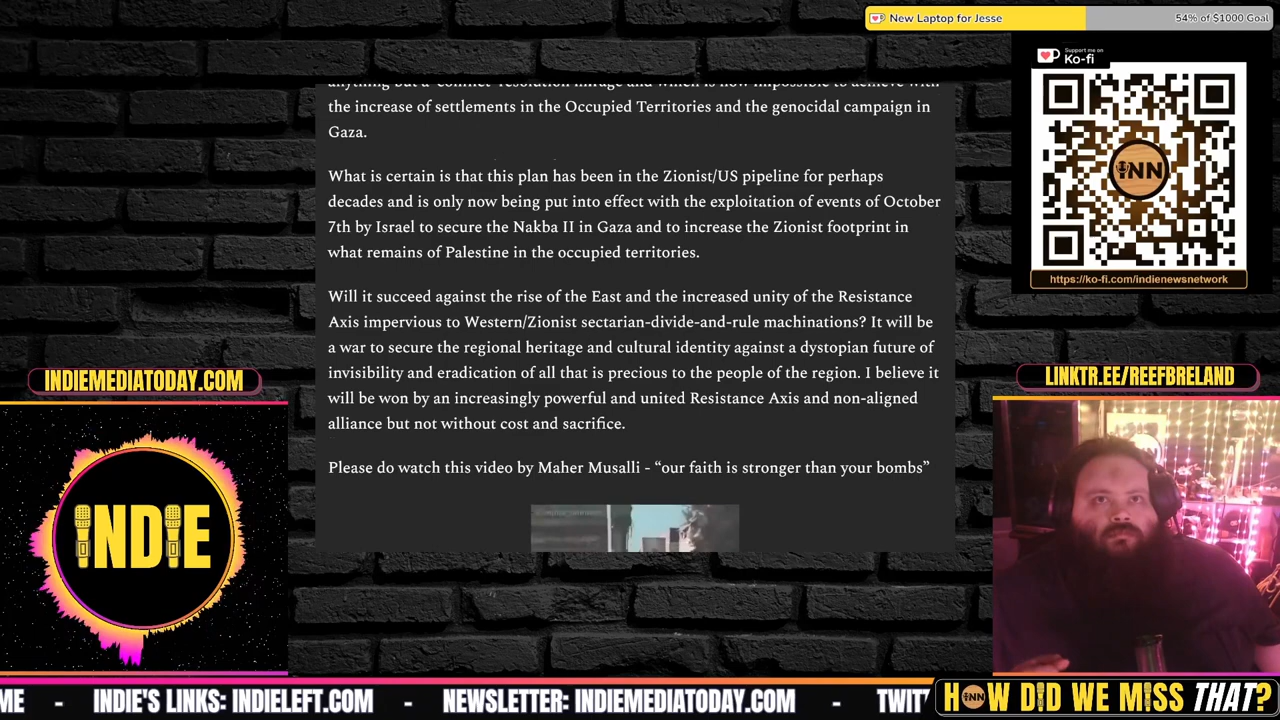 New Laptop for Jesse
54% of $1000 Goal
Support me on
Ko-fi
iNN
https://ko-fi.com/indienewsnetwork
the increase of settlements in the Occupied Territories and the genocidal campaign in
Gaza.
What is certain is that this plan has been in the Zionist/US pipeline for perhaps
decades and is only now being put into effect with the exploitation of events of October
7th by Israel to secure the Nakba II in Gaza and to increase the Zionist footprint in
what remains of Palestine in the occupied territories.
Will it succeed against the rise of the East and the increased unity of the Resistance
Axis impervious to Western/Zionist sectarian-divide-and-rule machinations? It will be
a war to secure the regional heritage and cultural identity against a dystopian future of
invisibility and eradication of all that is precious to the people of the region. I believe it
will be won by an increasingly powerful and united Resistance Axis and non-aligned
alliance but not without cost and sacrifice.
Please do watch this video by Maher Musalli - “our faith is stronger than your bombs”
INDIEMEDIATODAY.COM
INDIE
LINKTR.EE/REEFBRELAND
ME - INDIE'S LINKS: INDIELEFT.COM - NEWSLETTER: INDIEMEDIATODAY.COM - TWIT
HOW DID WE MISS THAT?